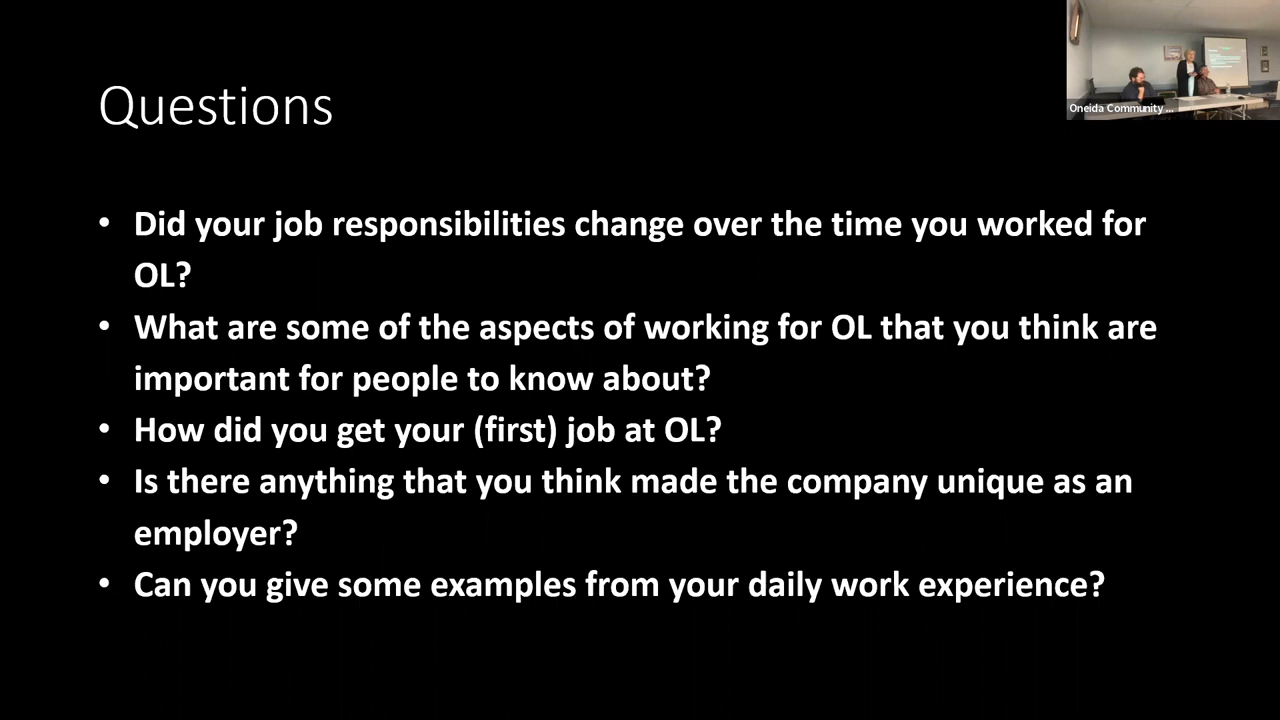 Oneida Community ...
Questions
• Did your job responsibilities change over the time you worked for
OL?
• What are some of the aspects of working for OL that you think are
important for people to know about?
• How did you get your (first) job at OL?
• Is there anything that you think made the company unique as an
employer?
• Can you give some examples from your daily work experience?